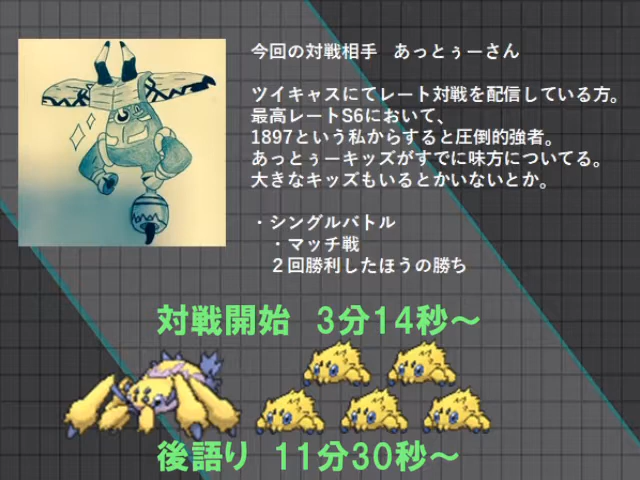 今回の対戦相手　あっとぅーさん
ツイキャスにてレート対戦を配信している方。
最高レートS6において、
1897という私からすると圧倒的強者。
あっとぅーキッズがすでに味方についてる。
大きなキッズもいるとかいないとか。
・シングルバトル
・マッチ戦
２回勝利したほうの勝ち
対戦開始　3分14秒～
後語り　11分30秒～